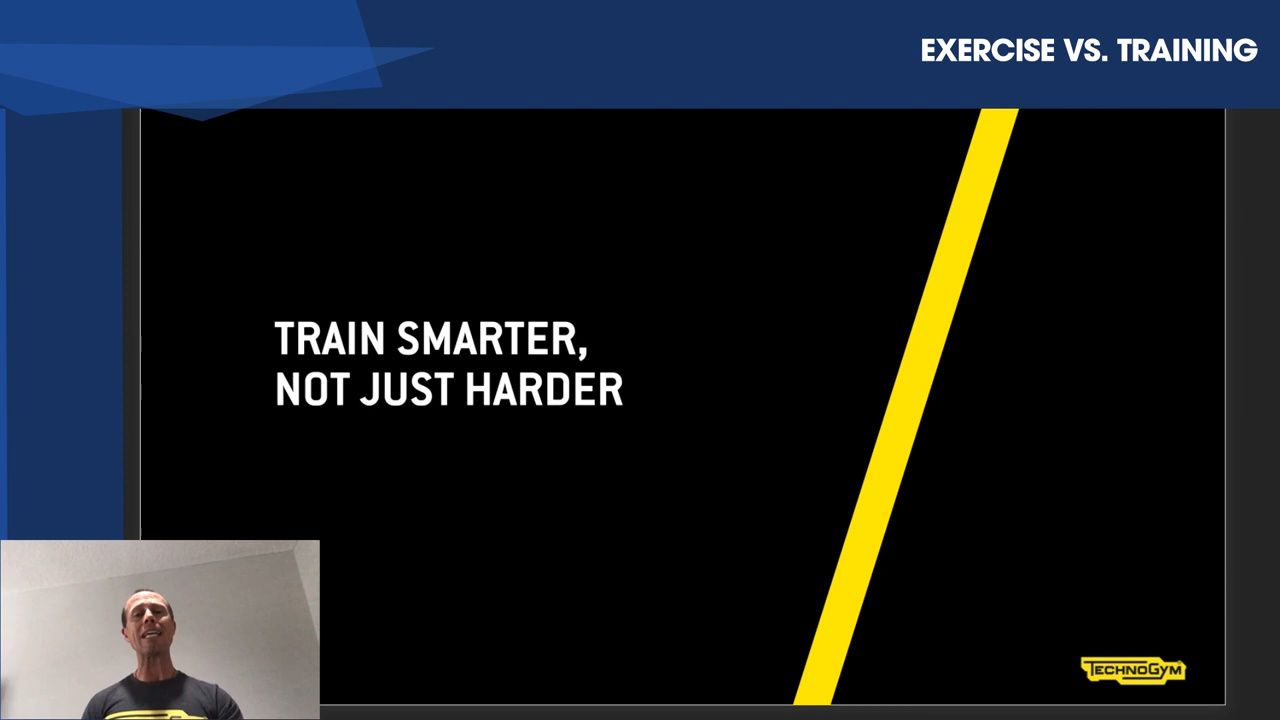 EXERCISE VS. TRAINING
TRAIN SMARTER,
NOT JUST HARDER
TECHNOGYM